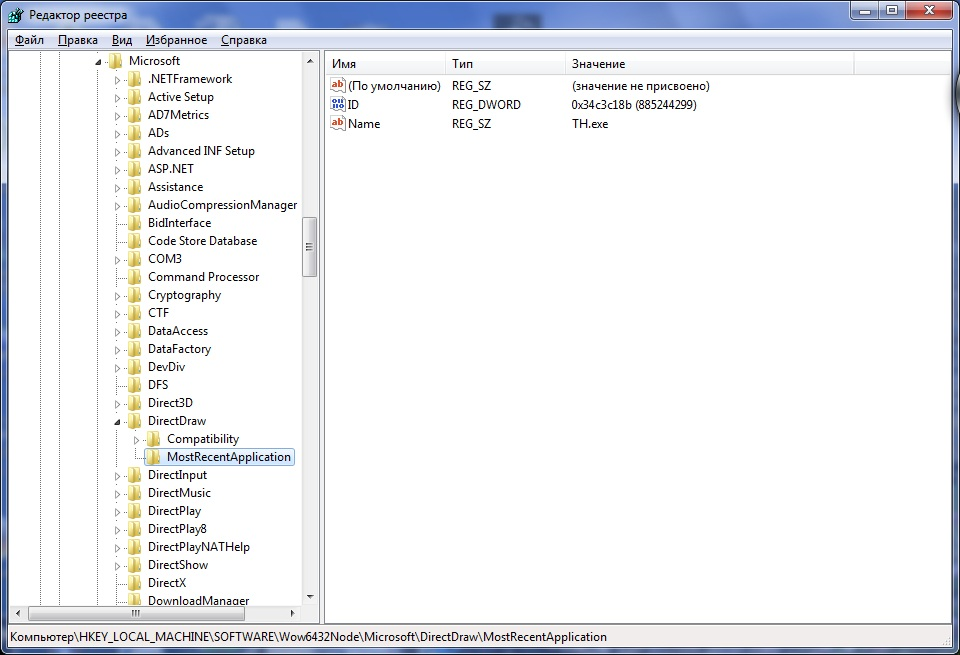 Редактор реестра
Файл Правка Вид Избранное Справка
Microsoft
.NETFramework
Active Setup
AD7Metrics
ADs
Advanced INF Setup
ASP.NET
Assistance
AudioCompressionManager
BidInterface
Code Store Database
COM3
Command Processor
Cryptography
CTF
DataAccess
DataFactory
DevDiv
DFS
Direct3D
DirectDraw
Compatibility
MostRecentApplication
DirectInput
DirectMusic
DirectPlay
DirectPlay8
DirectPlayNATHelp
DirectShow
DirectX
DownloadManager
Имя Тип Значение
(По умолчанию) REG_SZ (значение не присвоено)
ID REG_DWORD 0x34c3c18b (885244299)
Name REG_SZ TH.exe
Компьютер\HKEY_LOCAL_MACHINE\SOFTWARE\Wow6432Node\Microsoft\DirectDraw\MostRecentApplication